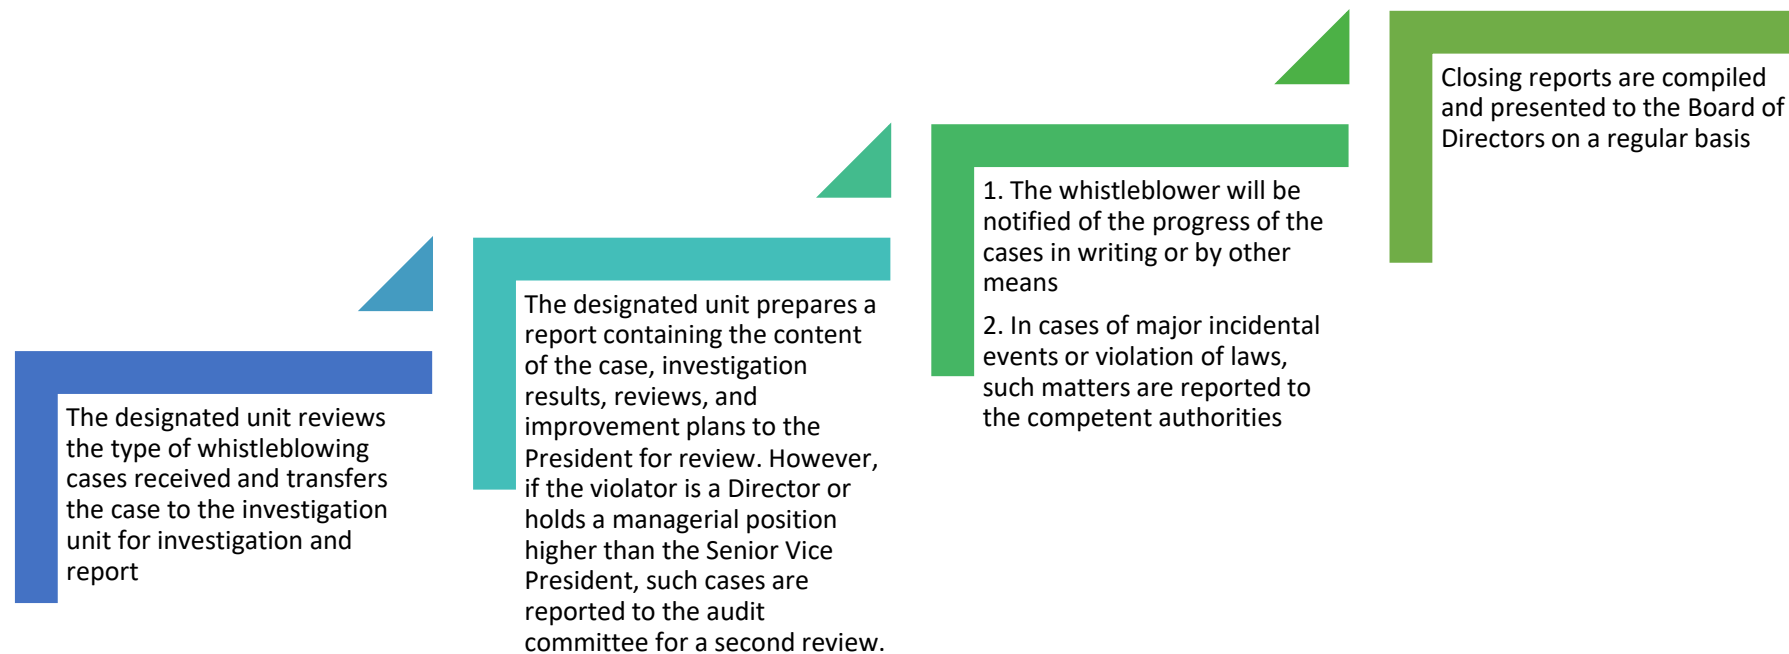 The designated unit reviews
the type of whistleblowing
cases received and transfers
the case to the investigation
unit for investigation and
report
The designated unit prepares a
report containing the content
of the case, investigation
results, reviews, and
improvement plans to the
President for review. However,
if the violator is a Director or
holds a managerial position
higher than the Senior Vice
President, such cases are
reported to the audit
committee for a second review.
1. The whistleblower will be
notified of the progress of the
cases in writing or by other
means
2. In cases of major incidental
events or violation of laws,
such matters are reported to
the competent authorities
Closing reports are compiled
and presented to the Board of
Directors on a regular basis